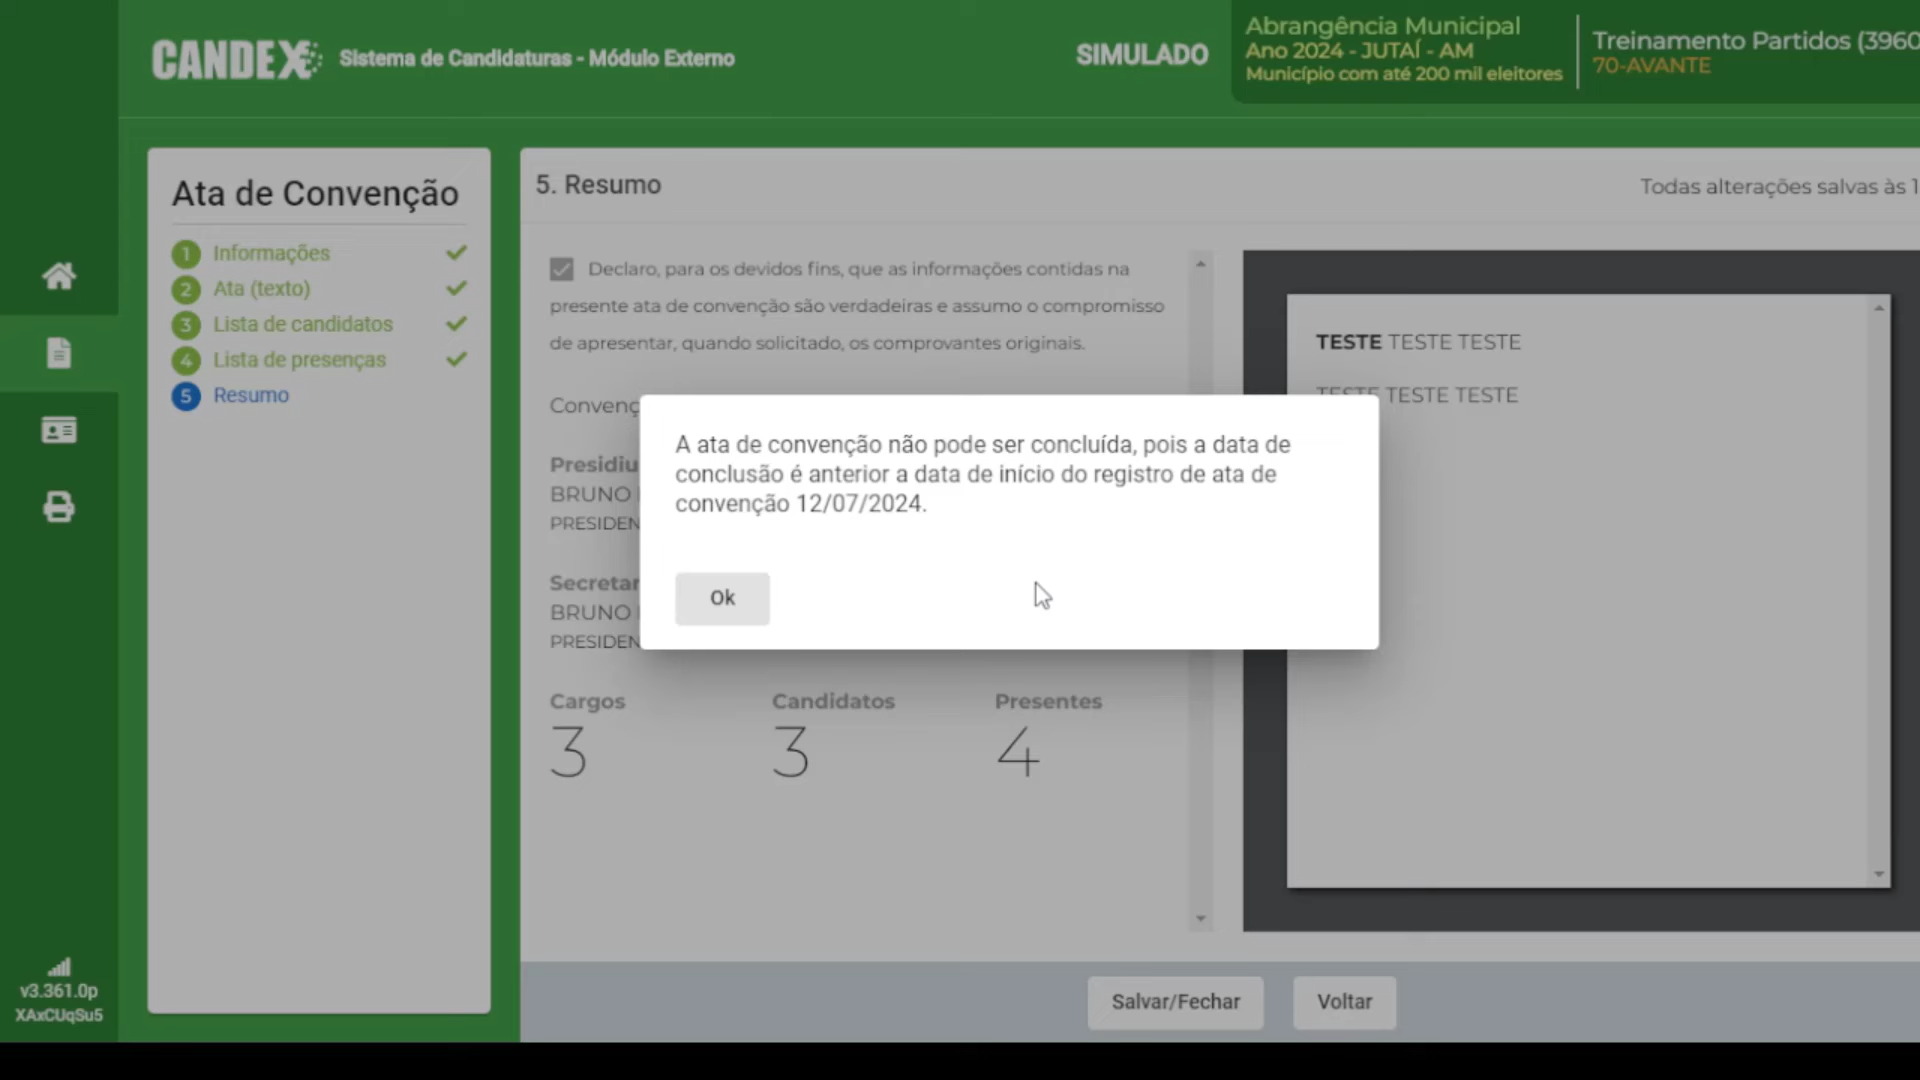 CANDEX
Sistema de Candidaturas - Módulo Externo
SIMULADO
Abrangência Municipal
Ano 2024 - JUTAÍ - AM
Município com até 200 mil eleitores
Treinamento Partidos (3960
70-AVANTE
Ata de Convenção
1 Informações
2 Ata (texto)
3 Lista de candidatos
4 Lista de presenças
5 Resumo
5. Resumo
Todas alterações salvas às 1
Declaro, para os devidos fins, que as informações contidas na
presente ata de convenção são verdadeiras e assumo o compromisso
de apresentar, quando solicitado, os comprovantes originais.
Convenç
Presidiu
BRUNO
PRESIDEN
Secretar
BRUNO
PRESIDEN
A ata de convenção não pode ser concluída, pois a data de
conclusão é anterior a data de início do registro de ata de
convenção 12/07/2024.
Ok
Cargos
3
Candidatos
3
Presentes
4
TESTE TESTE TESTE
TESTE TESTE TESTE
Salvar/Fechar
Voltar
v3.361.0p
XAxCUqSu5